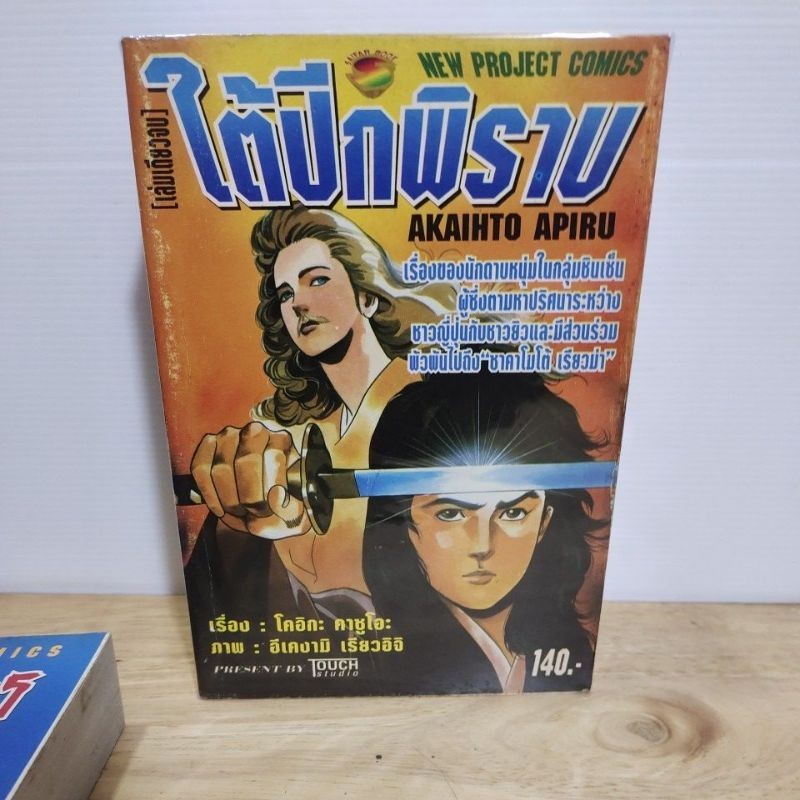 NEW PROJECT COMICS
[เล่มเดียวจบ]
ใต้ปีกพิราบ
AKAIHTO APIRU
เรื่องของนักดาบหนุ่มในกลุ่มชินเซ็น
ผู้ซึ่งตามหาปริศนาระหว่าง
ชาวญี่ปุ่นกับชาวยิวและมีส่วนร่วม
พัวพันไปถึง"ซาคาโมโต้ เรียวม่า"
เรื่อง : โคอิกะ คาซูโอะ
ภาพ : อีเคงามิ เรียวอิจิ
PRESENT BY TOUCH studio
140.-
MICS
5